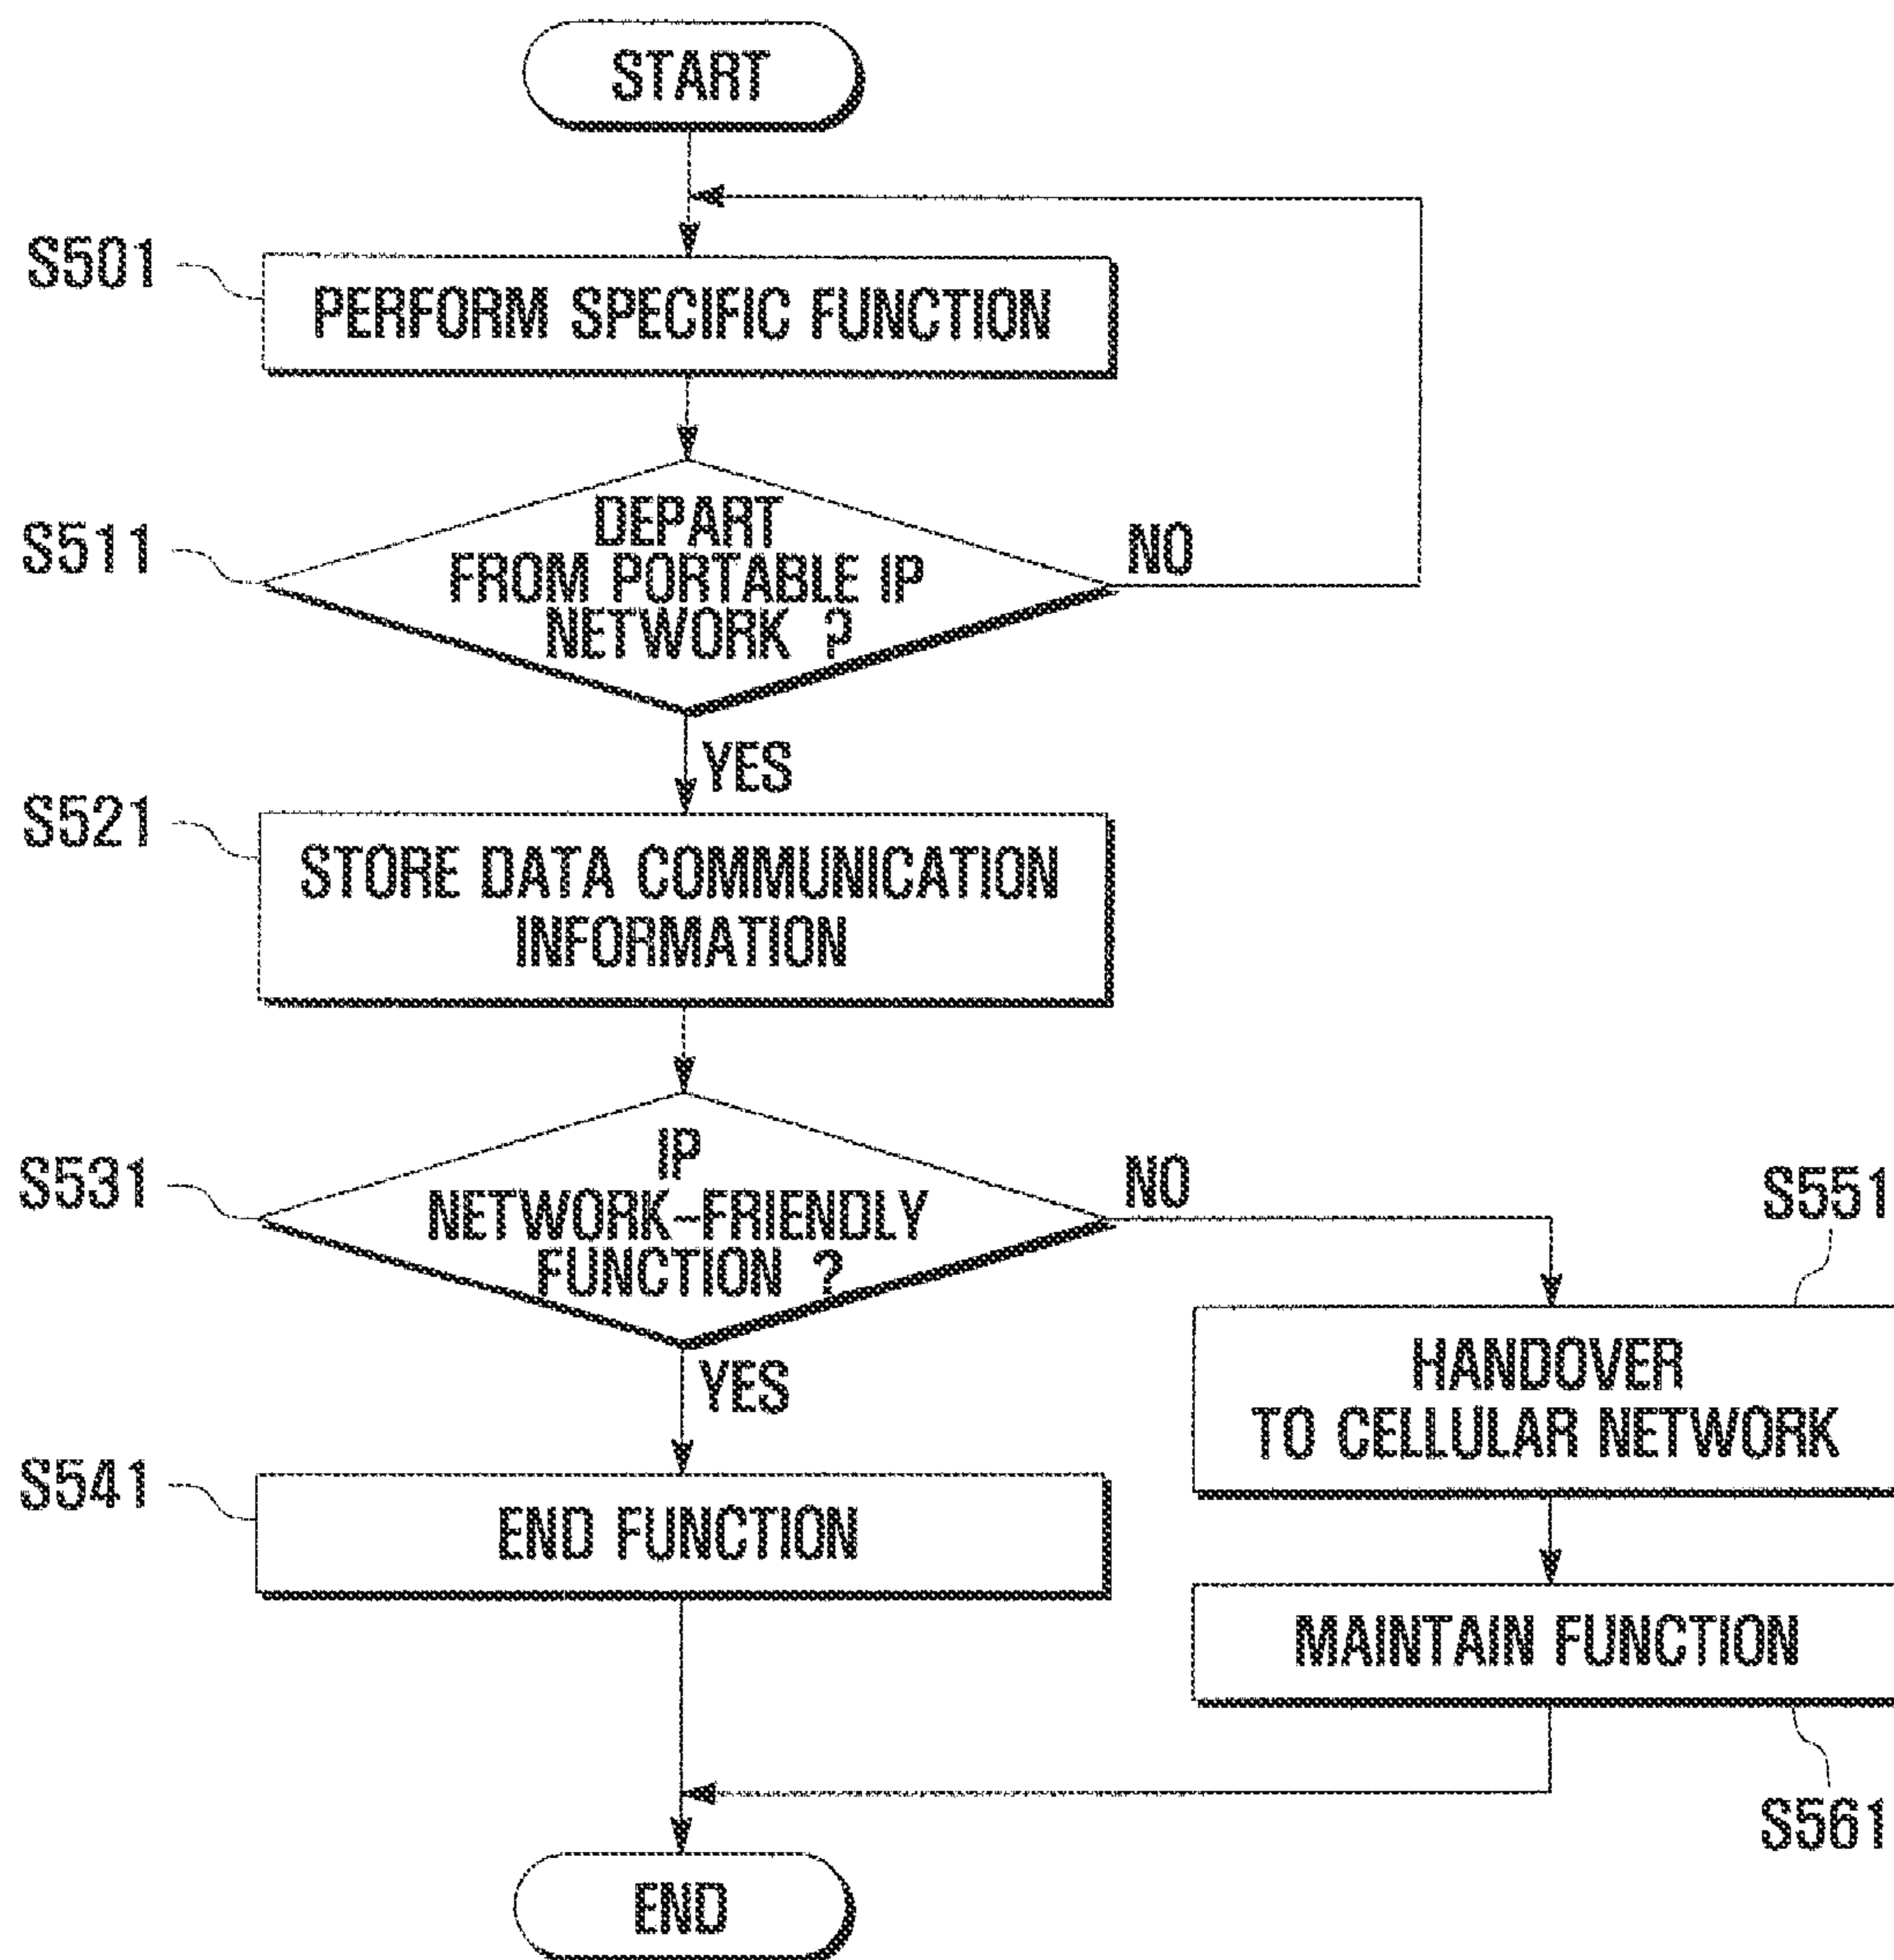 START
S501
PERFORM SPECIFIC FUNCTION
S511
DEPART
FROM PORTABLE IP
NETWORK ?
NO
YES
S521
STORE DATA COMMUNICATION
INFORMATION
S531
IP
NETWORK-FRIENDLY
FUNCTION ?
NO
YES
S551
HANDOVER
TO CELLULAR NETWORK
S541
END FUNCTION
MAINTAIN FUNCTION
S561
END